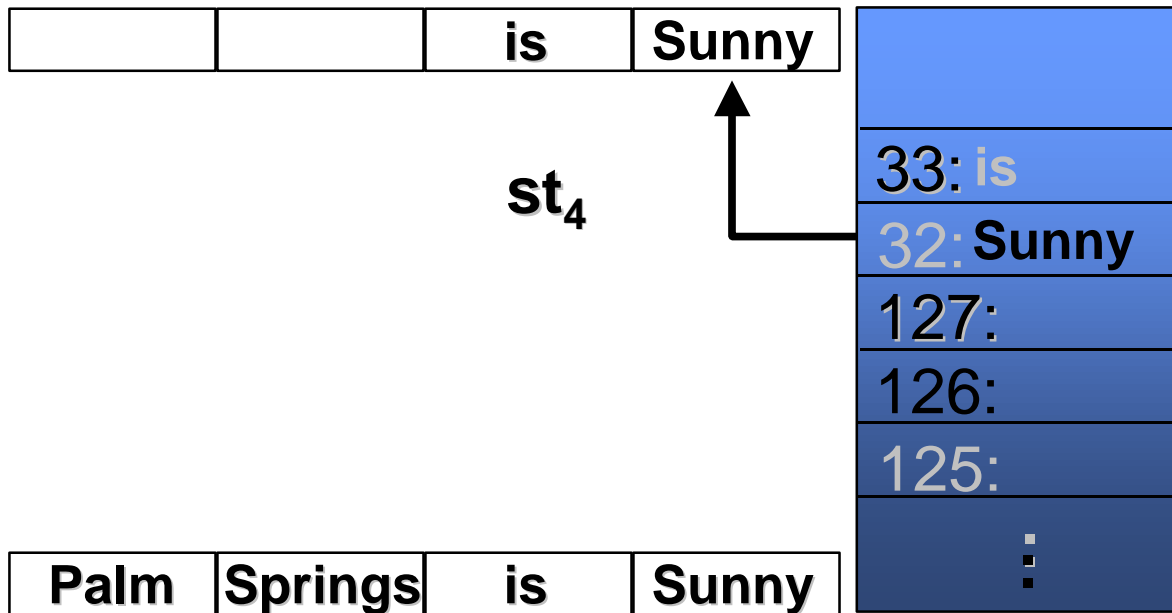 is Sunny
33: is
st₄
32: Sunny
127:
126:
125:
Palm Springs is Sunny